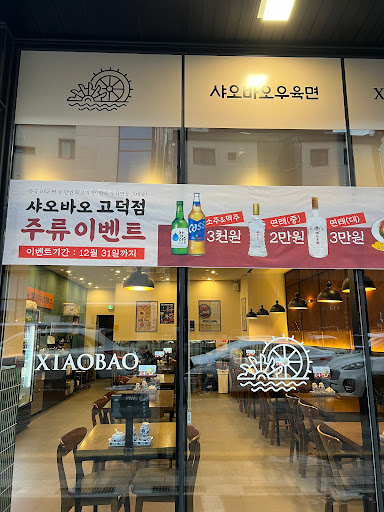 샤오바오우육면
X
샤오바오 고덕점
주류이벤트
이벤트기간 : 12월 31일까지
Cass
소주&맥주
3천원
연태(중)
2만원
연태(대)
3만원
XIAOBAO